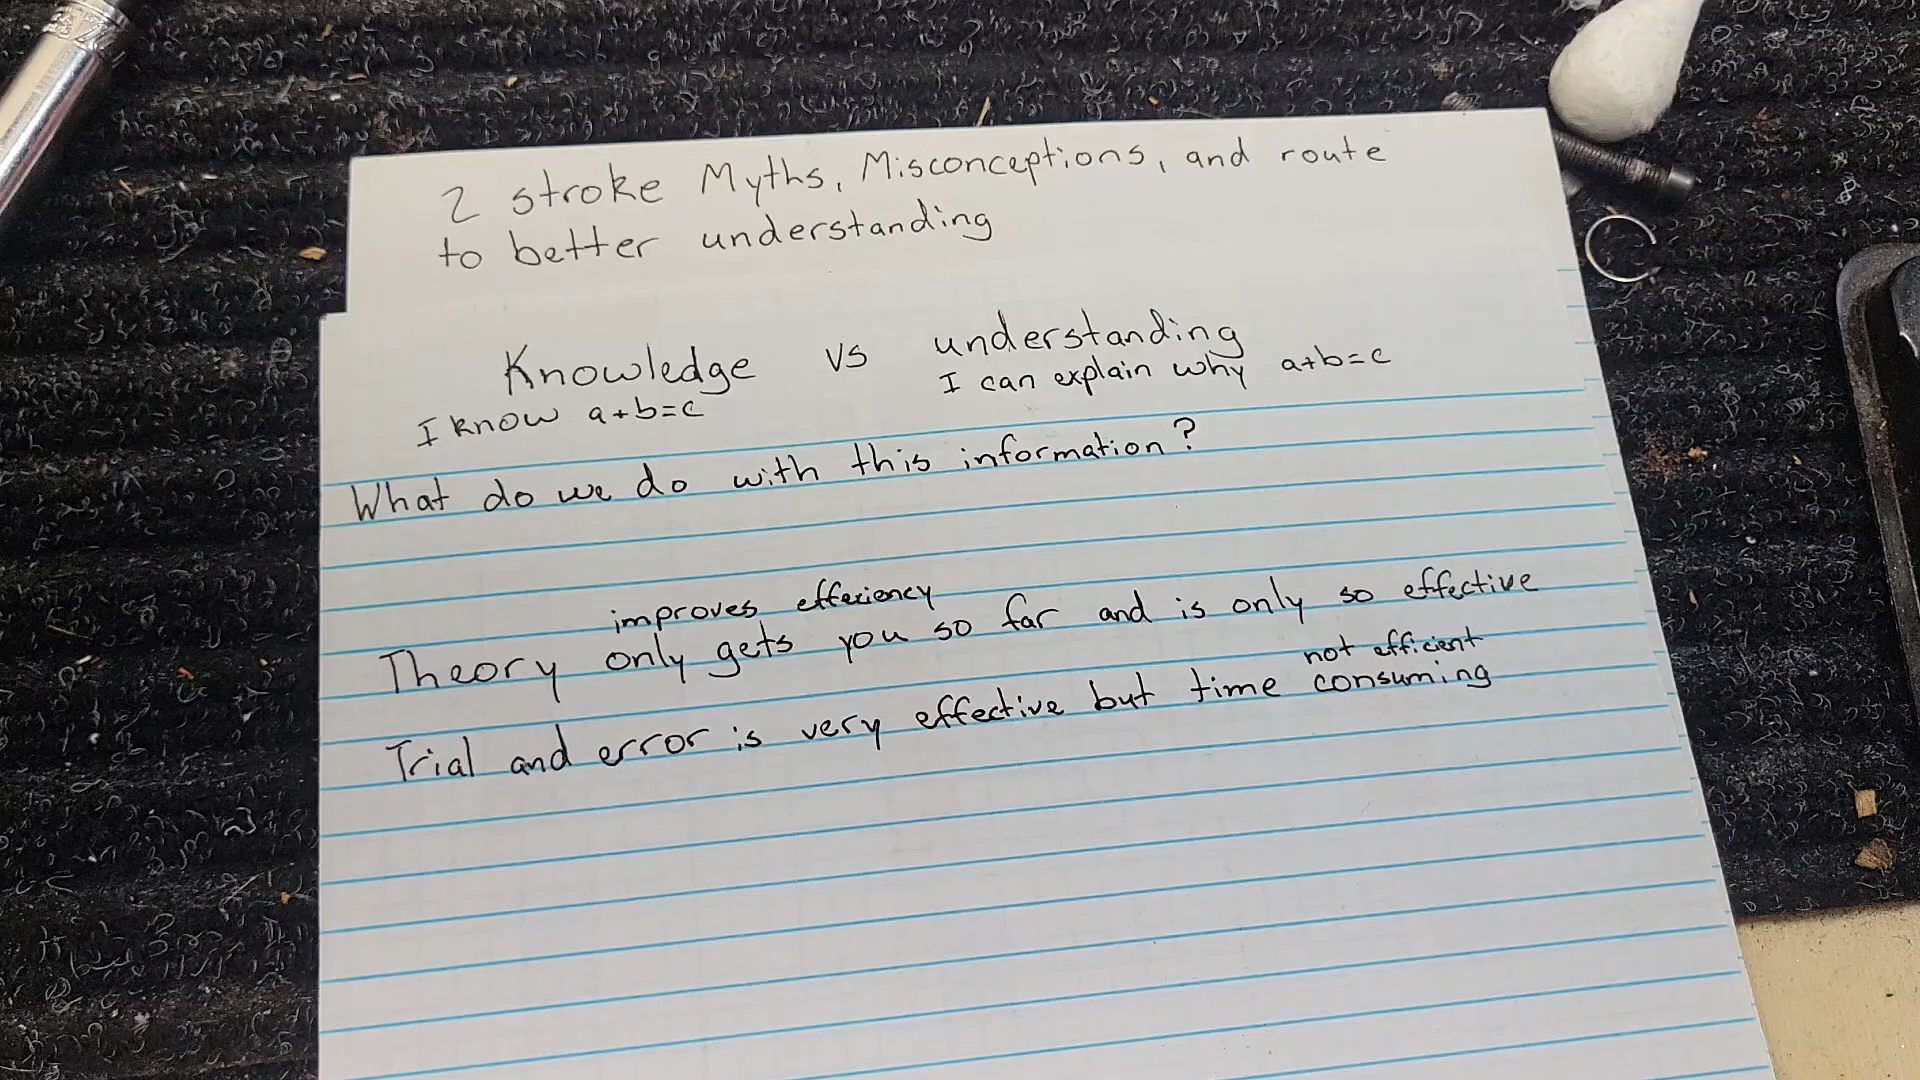 2 stroke Myths, Misconceptions, and route
to better understanding
Knowledge vs understanding
I know a+b=c
I can explain why a+b=c
What do we do with this information?
improves effeciency
Theory only gets you so far and is only so effective
not efficient
Trial and error is very effective but time consuming